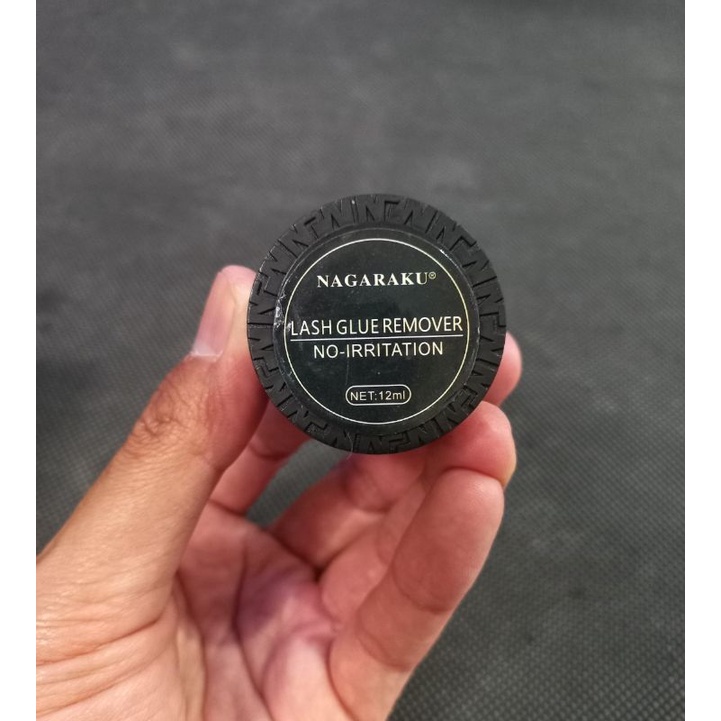 NAGARAKU®
LASH GLUE REMOVER
NO-IRRITATION
NET:12ml